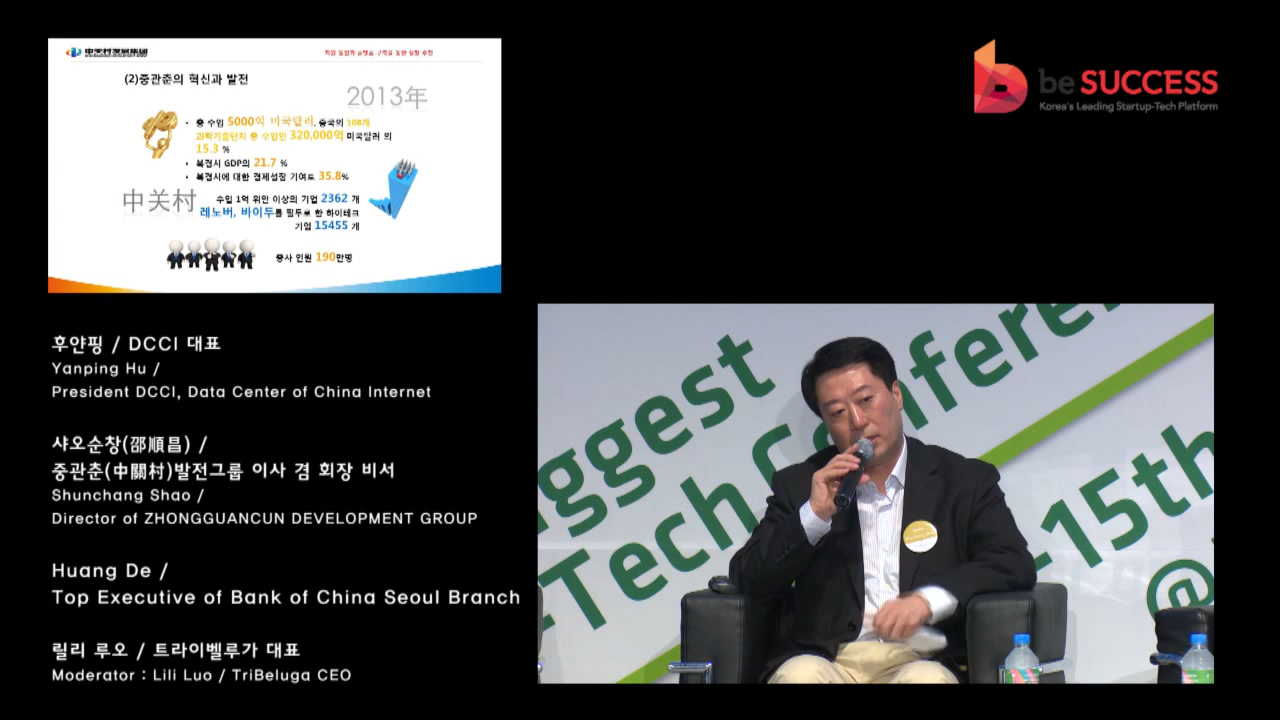 中关村发展集团
(2)중관춘의 혁신과 발전
2013年
• 총 수입 5000억 미국달러, 중국의 108개
과학기술단지 총 수입인 320,000억 미국달러 의
15.3 %
• 북경시 GDP의 21.7 %
• 북경시에 대한 경제성장 기여도 35.8%
中关村
수입 1억 위안 이상의 기업 2362 개
레노버, 바이두를 필두로 한 하이테크
기업 15455 개
종사 인원 190만명
be SUCCESS
Korea's Leading Startup-Tech Platform
후얀핑 / DCCI 대표
Yanping Hu /
President DCCI, Data Center of China Internet
샤오순창(邵順昌) /
중관춘(中關村)발전그룹 이사 겸 회장 비서
Shunchang Shao /
Director of ZHONGGUANCUN DEVELOPMENT GROUP
Huang De /
Top Executive of Bank of China Seoul Branch
릴리 루오 / 트라이벨루가 대표
Moderator : Lili Luo / TriBeluga CEO
ggest
Tech Conferen
-15th
@